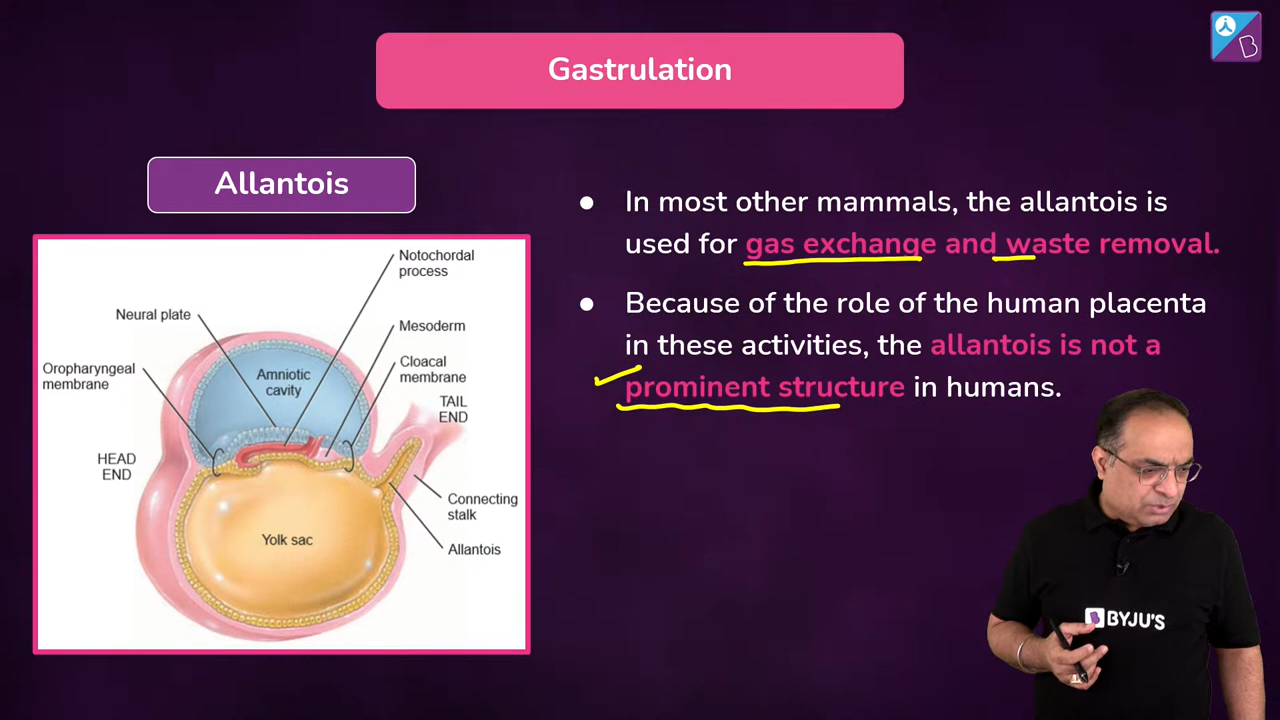 Gastrulation
Allantois
Notochordal
process
Neural plate
Mesoderm
Oropharyngeal
membrane
Cloacal
membrane
Amniotic
cavity
TAIL
END
HEAD
END
Connecting
stalk
Yolk sac
Allantois
● In most other mammals, the allantois is
used for gas exchange and waste removal.
● Because of the role of the human placenta
in these activities, the allantois is not a
prominent structure in humans.
B
B BYJU'S